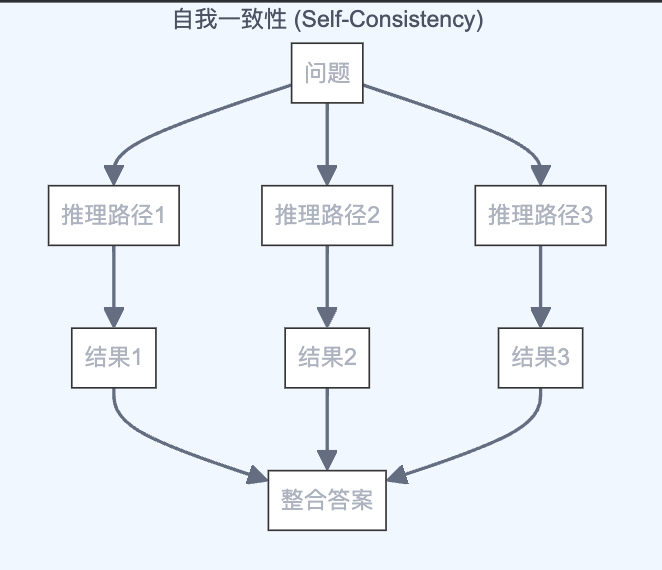 自我一致性 (Self-Consistency)
问题
推理路径1
推理路径2
推理路径3
结果1
结果2
结果3
整合答案